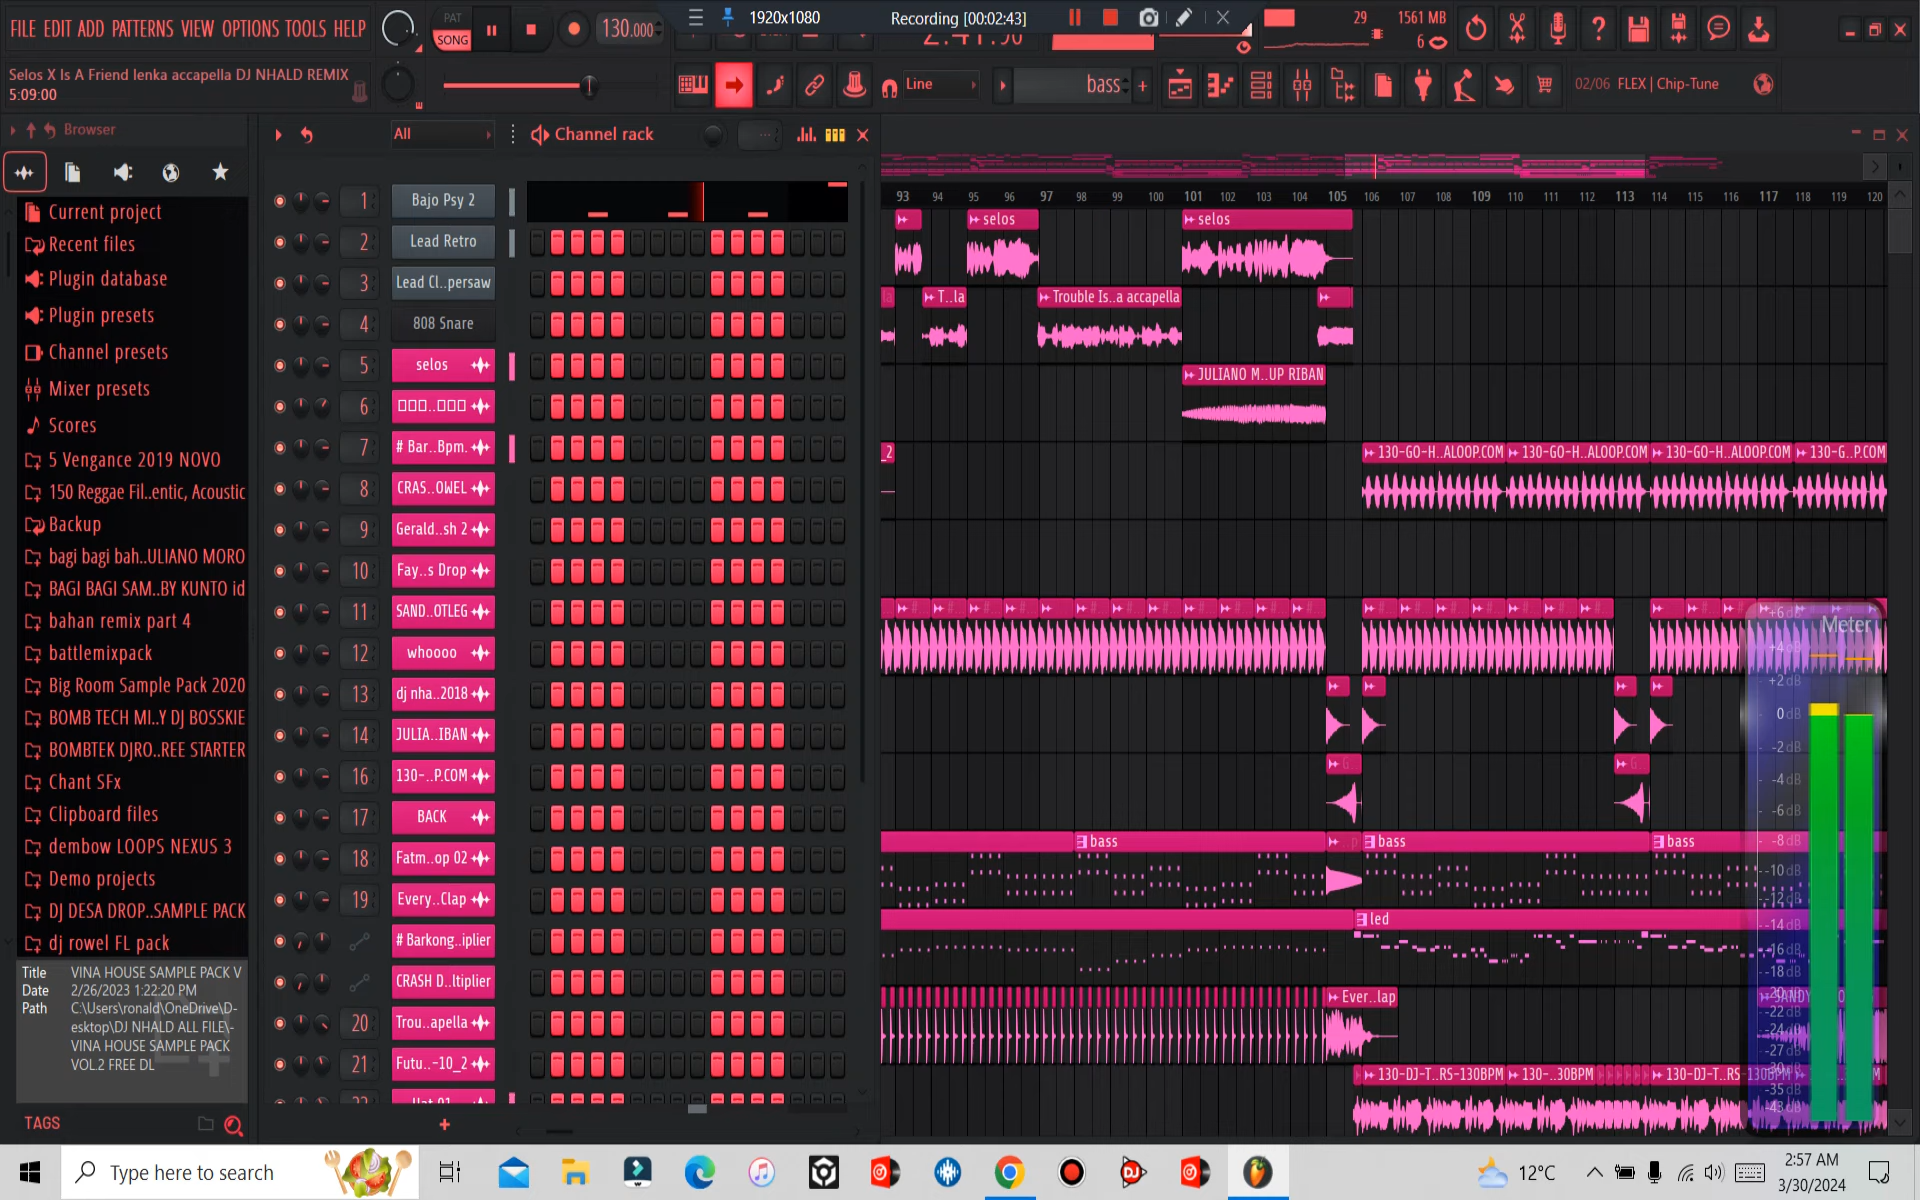 FILE EDIT ADD PATTERNS VIEW OPTIONS TOOLS HELP
PAT
SONG
130.000
1920x1080
Recording [00:02:43]
29
1561 MB
6
Selos X Is A Friend lenka accapella DJ NHALD REMIX
5:09:00
Line
bass
02/06 FLEX | Chip-Tune
Browser
All
Channel rack
Current project
Recent files
Plugin database
Plugin presets
Channel presets
Mixer presets
Scores
5 Vengance 2019 NOVO
150 Reggae Fil..entic, Acoustic
Backup
bagi bagi bah..ULIANO MORO
BAGI BAGI SAM..BY KUNTO id
bahan remix part 4
battlemixpack
Big Room Sample Pack 2020
BOMB TECH MI..Y DJ BOSSKIE
BOMBTEK DJRO..REE STARTER
Chant SFx
Clipboard files
dembow LOOPS NEXUS 3
Demo projects
DJ DESA DROP..SAMPLE PACK
dj rowel FL pack
Title VINA HOUSE SAMPLE PACK V
Date 2/26/2023 1:22:20 PM
Path C:\Users\ronald\OneDrive\D-
esktop\DJ NHALD ALL FILE\-
VINA HOUSE SAMPLE PACK
VOL.2 FREE DL
TAGS
1 Bajo Psy 2
2 Lead Retro
3 Lead Cl..persaw
4 808 Snare
5 selos
6 □□□..□□□
7 # Bar..Bpm.
8 CRAS..OWEL
9 Gerald..sh 2
10 Fay..s Drop
11 SAND..OTLEG
12 whoooo
13 dj nha..2018
14 JULIA..IBAN
16 130-..P.COM
17 BACK
18 Fatm..op 02
19 Every..Clap
# Barkong..iplier
CRASH D..ltiplier
20 Trou..apella
21 Futu..-10_2
93 94 95 96 97 98 99 100 101 102 103 104 105 106 107 108 109 110 111 112 113 114 115 116 117 118 119 120
selos
selos
T..la
Trouble Is..a accapella
JULIANO M..UP RIBAN
_2
130-GO-H..ALOOP.COM
130-GO-H..ALOOP.COM
130-GO-H..ALOOP.COM
130-G..P.COM
bass
bass
bass
led
Ever..lap
130-DJ-T..RS-130BPM
130-..30BPM
130-DJ-T..RS-130BPM
Meter
+6
+4dB
+2 dB
0 dB
-2 dB
-4 dB
-6 dB
-8 dB
-10 dB
-12 dB
-14 dB
-16 dB
-18 dB
-22 dB
-24 dB
-27 dB
-35 dB
-43 dB
Type here to search
12°C
2:57 AM
3/30/2024